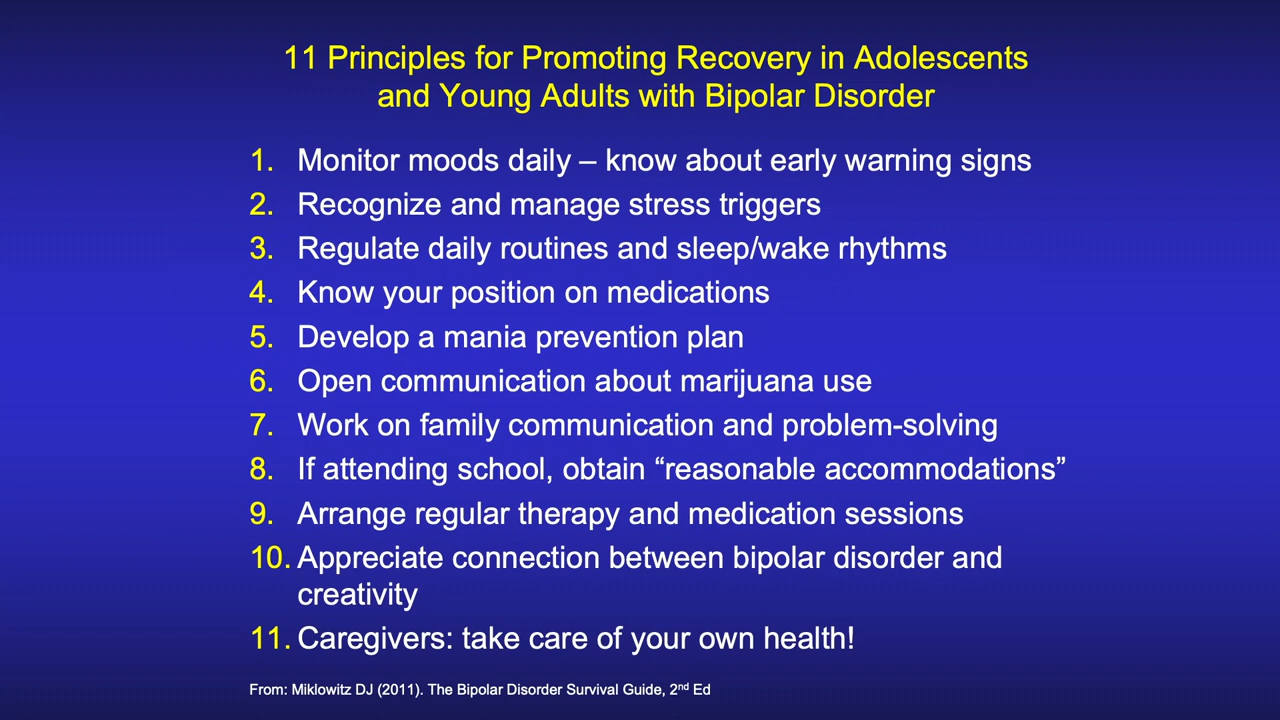 11 Principles for Promoting Recovery in Adolescents
and Young Adults with Bipolar Disorder
1. Monitor moods daily – know about early warning signs
2. Recognize and manage stress triggers
3. Regulate daily routines and sleep/wake rhythms
4. Know your position on medications
5. Develop a mania prevention plan
6. Open communication about marijuana use
7. Work on family communication and problem-solving
8. If attending school, obtain “reasonable accommodations”
9. Arrange regular therapy and medication sessions
10. Appreciate connection between bipolar disorder and
creativity
11. Caregivers: take care of your own health!
From: Miklowitz DJ (2011). The Bipolar Disorder Survival Guide, 2nd Ed